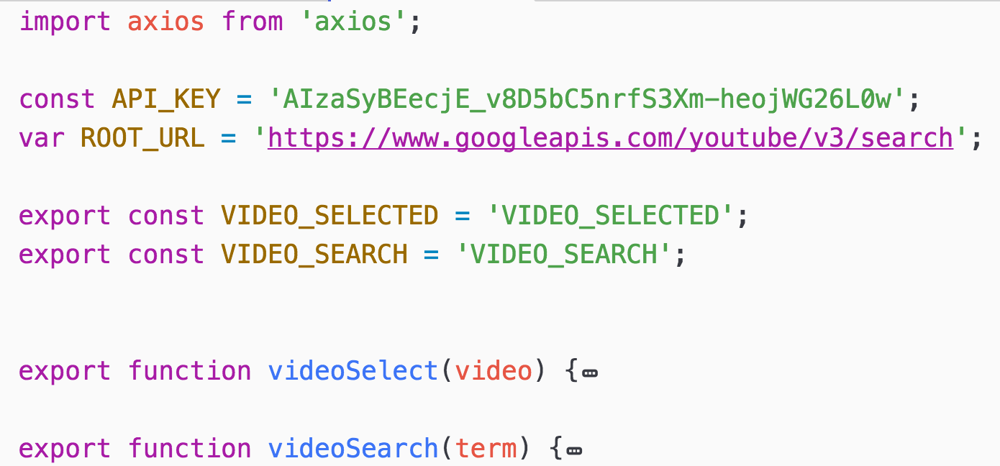 import axios from 'axios';
const API_KEY = 'AIzaSyBEecjE_v8D5bC5nrfS3Xm-heojWG26L0w';
var ROOT_URL = 'https://www.googleapis.com/youtube/v3/search';
export const VIDEO_SELECTED = 'VIDEO_SELECTED';
export const VIDEO_SEARCH = 'VIDEO_SEARCH';
export function videoSelect(video) {…
export function videoSearch(term) {…